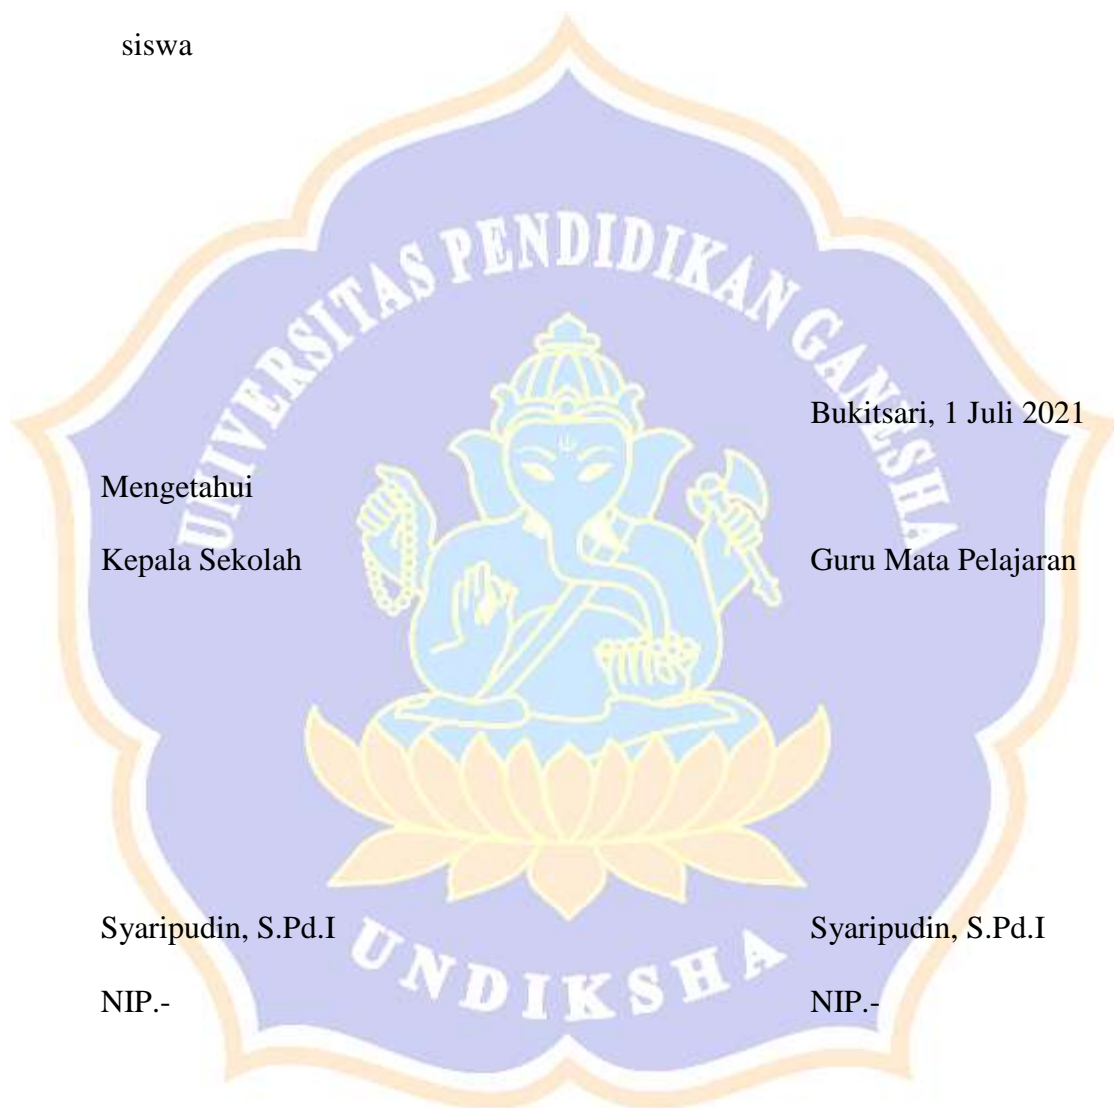 siswa
UNIVERSITAS PENDIDIKAN GANESHA
Bukitsari, 1 Juli 2021
Mengetahui
Kepala Sekolah Guru Mata Pelajaran
Syaripudin, S.Pd.I Syaripudin, S.Pd.I
UNDIKSHA
NIP.- NIP.-